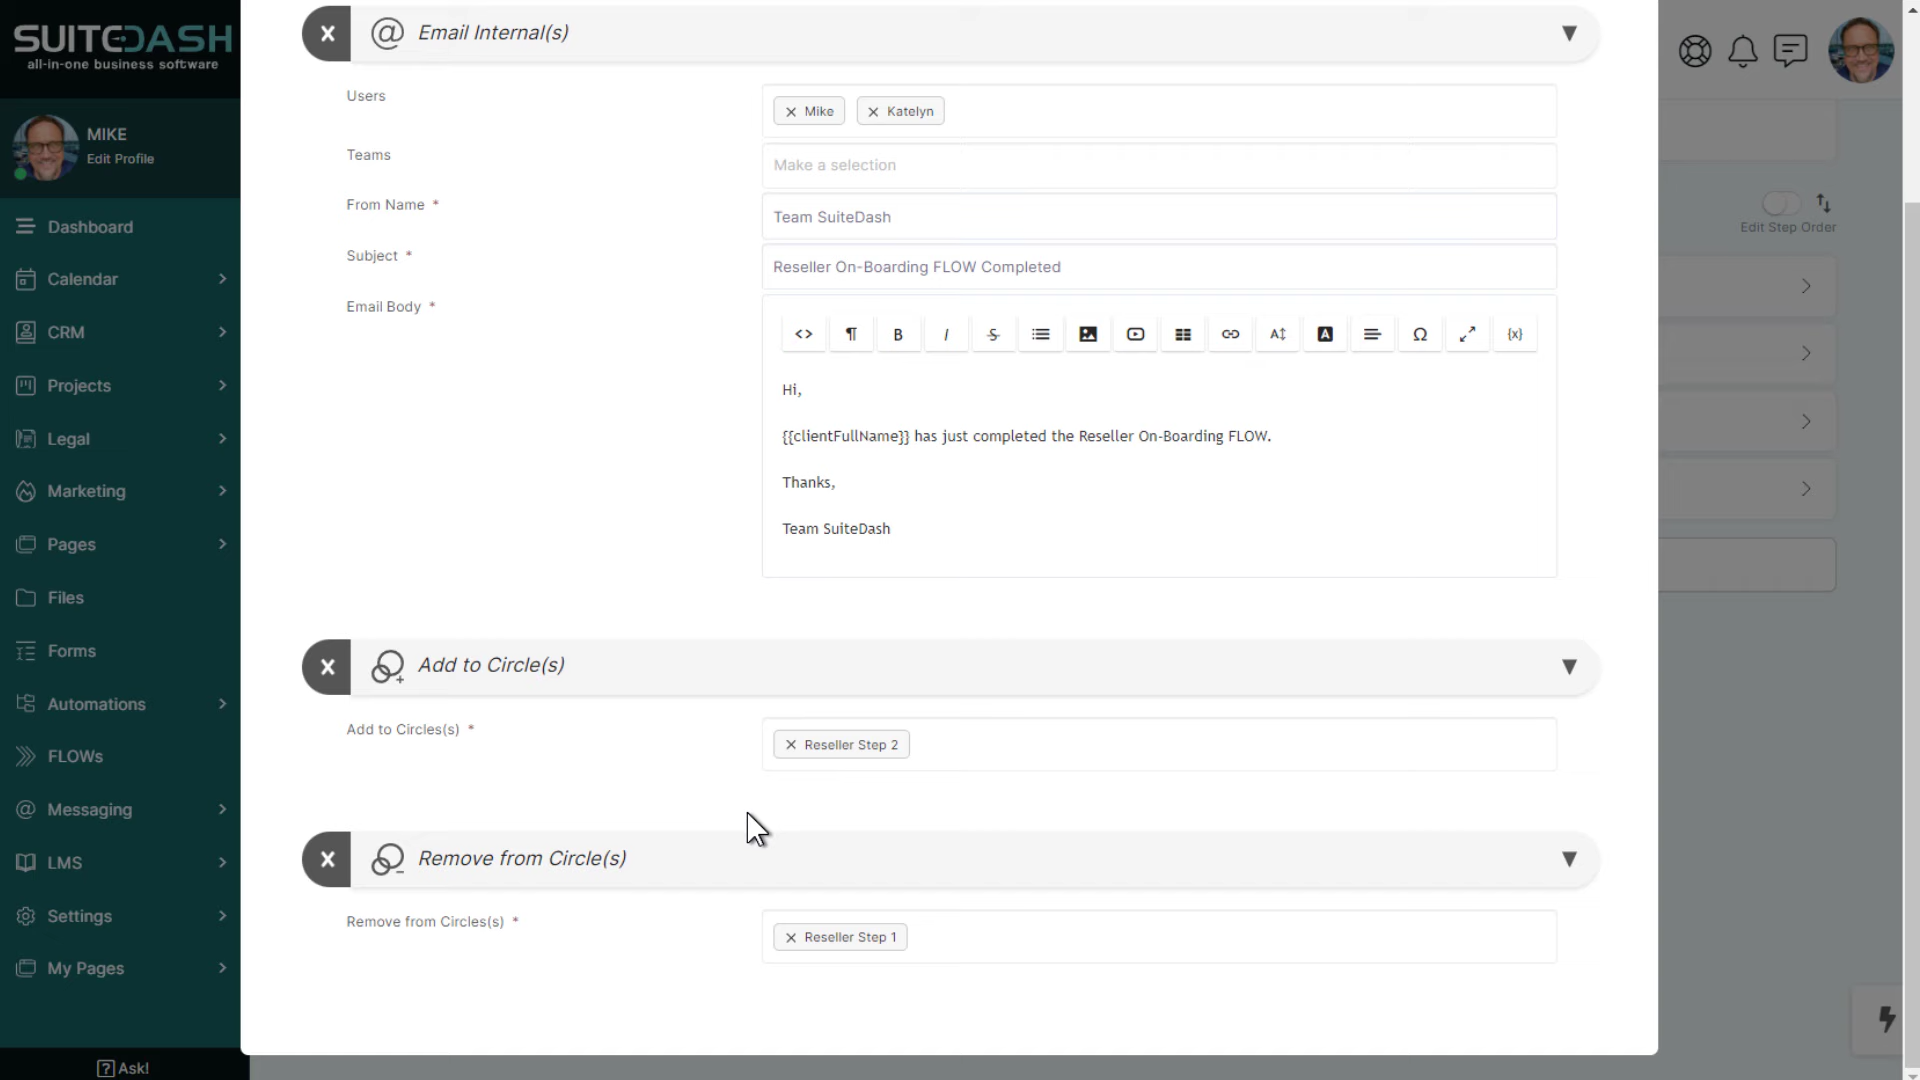 SUITEDASH
all-in-one business software
MIKE
Edit Profile
Dashboard
Calendar
CRM
Projects
Legal
Marketing
Pages
Files
Forms
Automations
FLOWs
Messaging
LMS
Settings
My Pages
? Ask!
x @ Email Internal(s) ▼
Users
× Mike × Katelyn
Teams
Make a selection
From Name *
Team SuiteDash
Subject *
Reseller On-Boarding FLOW Completed
Email Body *
<> ¶ B I S A↕ A Ω {x}
Hi,
{{clientFullName}} has just completed the Reseller On-Boarding FLOW.
Thanks,
Team SuiteDash
x Add to Circle(s) ▼
Add to Circles(s) *
× Reseller Step 2
x Remove from Circle(s) ▼
Remove from Circles(s) *
× Reseller Step 1
Edit Step Order